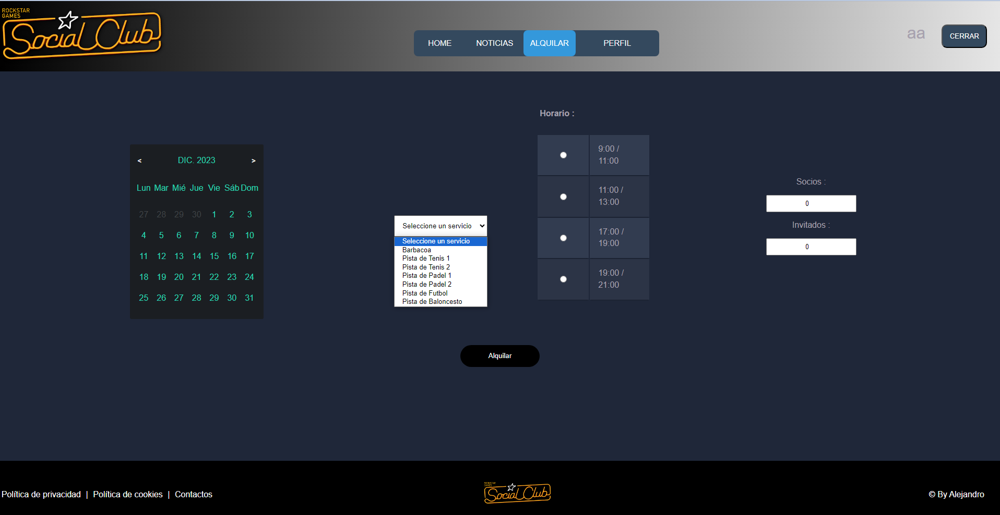 ROCKSTAR
GAMES
Social Club
HOME NOTICIAS ALQUILAR PERFIL
aa
CERRAR
< DIC. 2023 >
Lun Mar Mié Jue Vie Sáb Dom
27 28 29 30 1 2 3
4 5 6 7 8 9 10
11 12 13 14 15 16 17
18 19 20 21 22 23 24
25 26 27 28 29 30 31
Seleccione un servicio
Seleccione un servicio
Barbacoa
Pista de Tenis 1
Pista de Tenis 2
Pista de Padel 1
Pista de Padel 2
Pista de Futbol
Pista de Baloncesto
Horario :
9:00 /
11:00
11:00 /
13:00
17:00 /
19:00
19:00 /
21:00
Socios :
0
Invitados :
0
Alquilar
Política de privacidad | Política de cookies | Contactos
ROCKSTAR
GAMES
Social Club
© By Alejandro